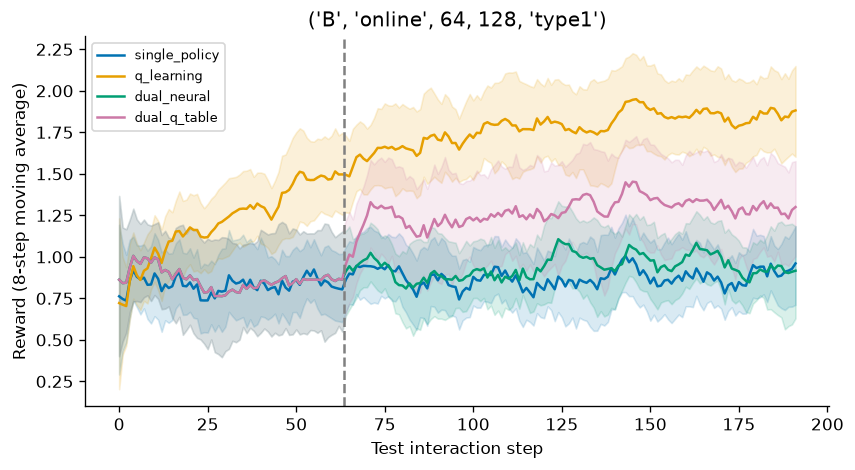 ('B', 'online', 64, 128, 'type1')
Reward (8-step moving average)
2.25
2.00
1.75
1.50
1.25
1.00
0.75
0.50
0.25
single_policy
q_learning
dual_neural
dual_q_table
0 25 50 75 100 125 150 175 200
Test interaction step